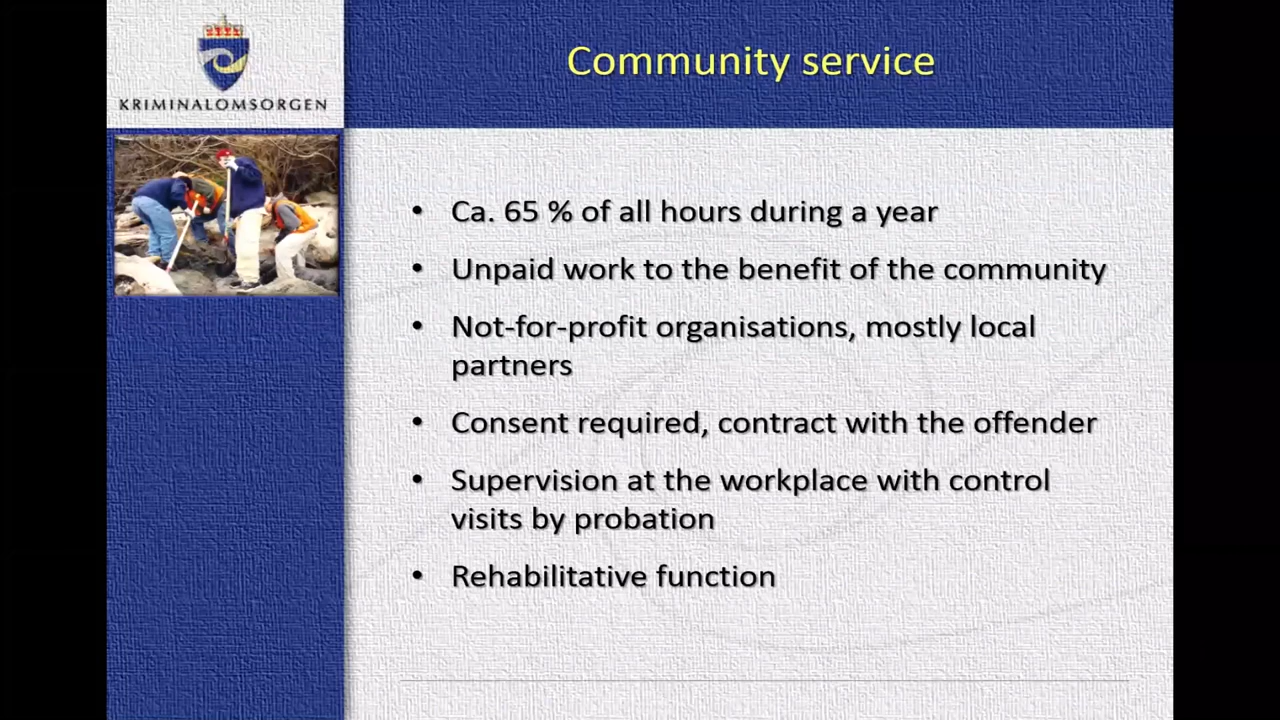 KRIMINALOMSORGEN
Community service
• Ca. 65 % of all hours during a year
• Unpaid work to the benefit of the community
• Not-for-profit organisations, mostly local
partners
• Consent required, contract with the offender
• Supervision at the workplace with control
visits by probation
• Rehabilitative function